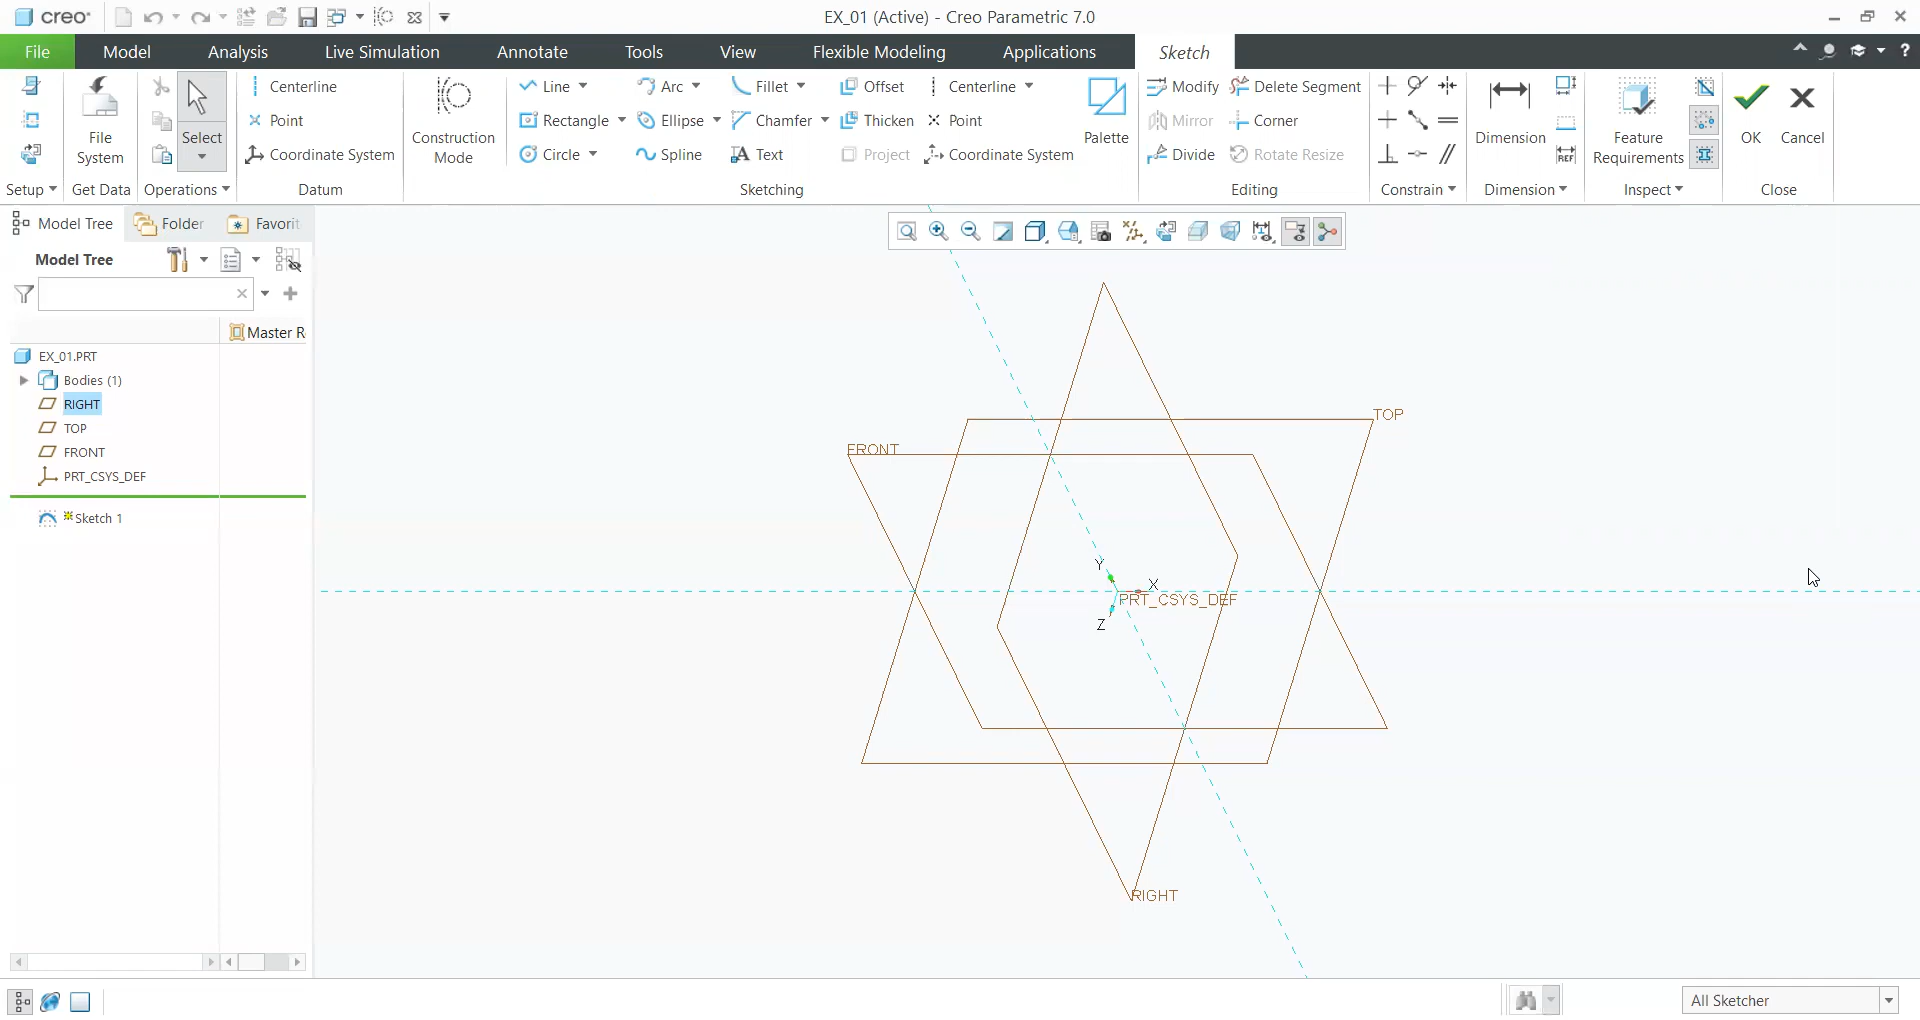 creo
EX_01 (Active) - Creo Parametric 7.0
File Model Analysis Live Simulation Annotate Tools View Flexible Modeling Applications Sketch
Centerline Line Arc Fillet Offset Centerline Modify Delete Segment
Point Rectangle Ellipse Chamfer Thicken Point Mirror Corner
File System Select Construction Mode Palette Dimension Feature Requirements OK Cancel
Coordinate System Circle Spline Text Project Coordinate System Divide Rotate Resize REF
Setup Get Data Operations Datum Sketching Editing Constrain Dimension Inspect Close
Model Tree Folder Favorit
Model Tree
Master R
EX_01.PRT
Bodies (1)
RIGHT
TOP
FRONT
PRT_CSYS_DEF
Sketch 1
TOP
FRONT
Y
X
PRT_CSYS_DEF
Z
RIGHT
All Sketcher